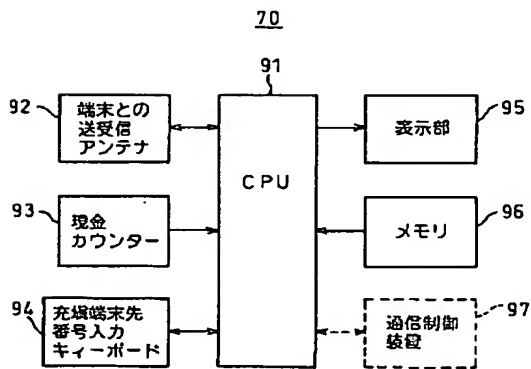 70
91
92
端末との
送受信
アンテナ
93
現金
カウンター
94
充填端末先
番号入力
キィーボード
CPU
95
表示部
96
メモリ
97
通信制御
装置